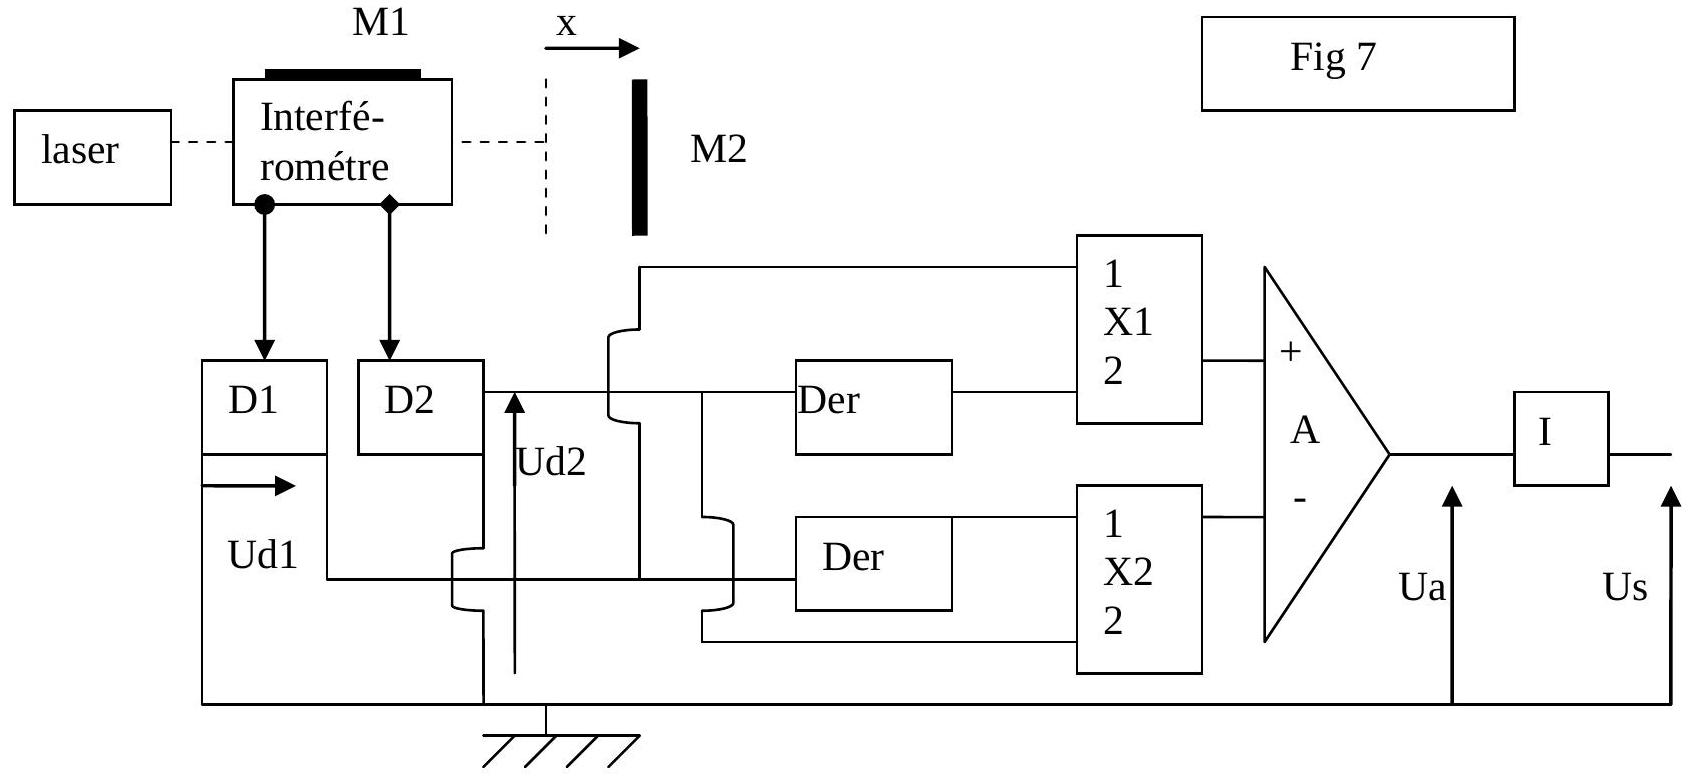 M1
x
Fig 7
laser
Interfé-
rométre
M2
1
X1
2
+
A
-
D1
D2
Der
I
Ud2
Ud1
Der
1
X2
2
Ua
Us